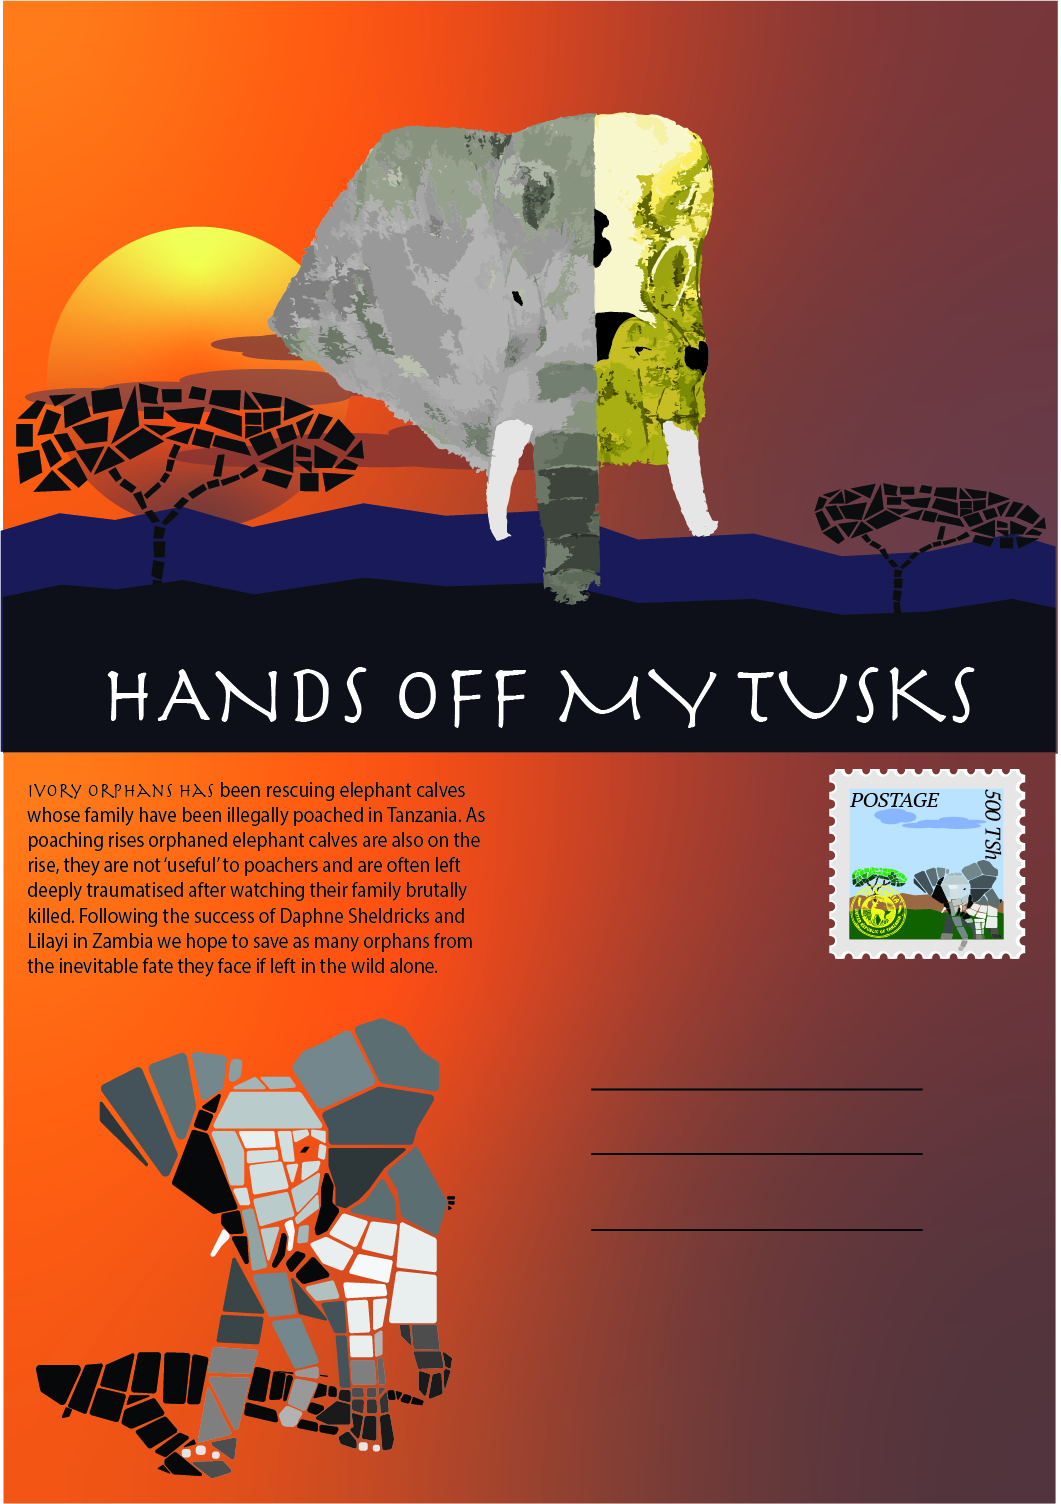 HANDS OFF MY TUSKS
IVORY ORPHANS HAS been rescuing elephant calves
whose family have been illegally poached in Tanzania. As
poaching rises orphaned elephant calves are also on the
rise, they are not ‘useful’ to poachers and are often left
deeply traumatised after watching their family brutally
killed. Following the success of Daphne Sheldricks and
Lilayi in Zambia we hope to save as many orphans from
the inevitable fate they face if left in the wild alone.
POSTAGE
500 TSh
UNITED REPUBLIC OF TANZANIA